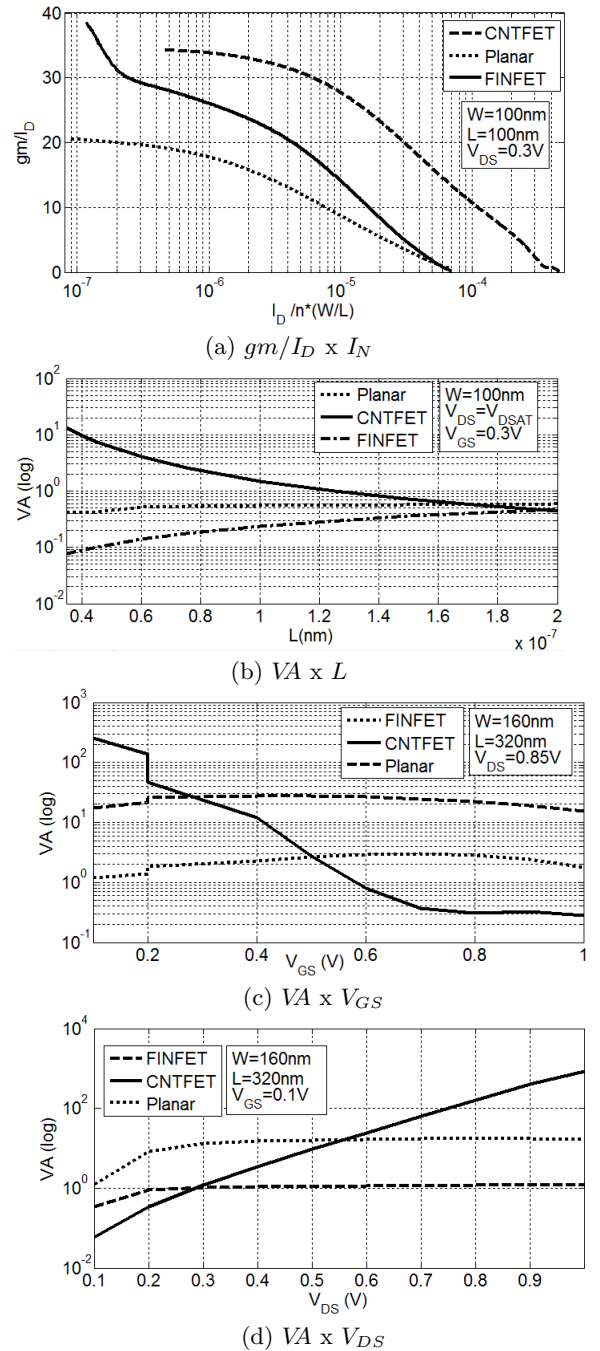 gm/I_D
40
30
20
10
0
CNTFET
Planar
FINFET
W=100nm
L=100nm
V_DS=0.3V
10^-7
10^-6
10^-5
10^-4
I_D /n*(W/L)
(a) gm/I_D x I_N
VA (log)
10^2
10^1
10^0
10^-1
10^-2
Planar
CNTFET
FINFET
W=100nm
V_DS=V_DSAT
V_GS=0.3V
0.4
0.6
0.8
1
1.2
1.4
1.6
1.8
2
L(nm)
x 10^-7
(b) VA x L
VA (log)
10^3
10^2
10^1
10^0
10^-1
FINFET
CNTFET
Planar
W=160nm
L=320nm
V_DS=0.85V
0.2
0.4
0.6
0.8
1
V_GS (V)
(c) VA x V_GS
VA (log)
10^4
10^2
10^0
10^-2
FINFET
CNTFET
Planar
W=160nm
L=320nm
V_GS=0.1V
0.1
0.2
0.3
0.4
0.5
0.6
0.7
0.8
0.9
V_DS (V)
(d) VA x V_DS